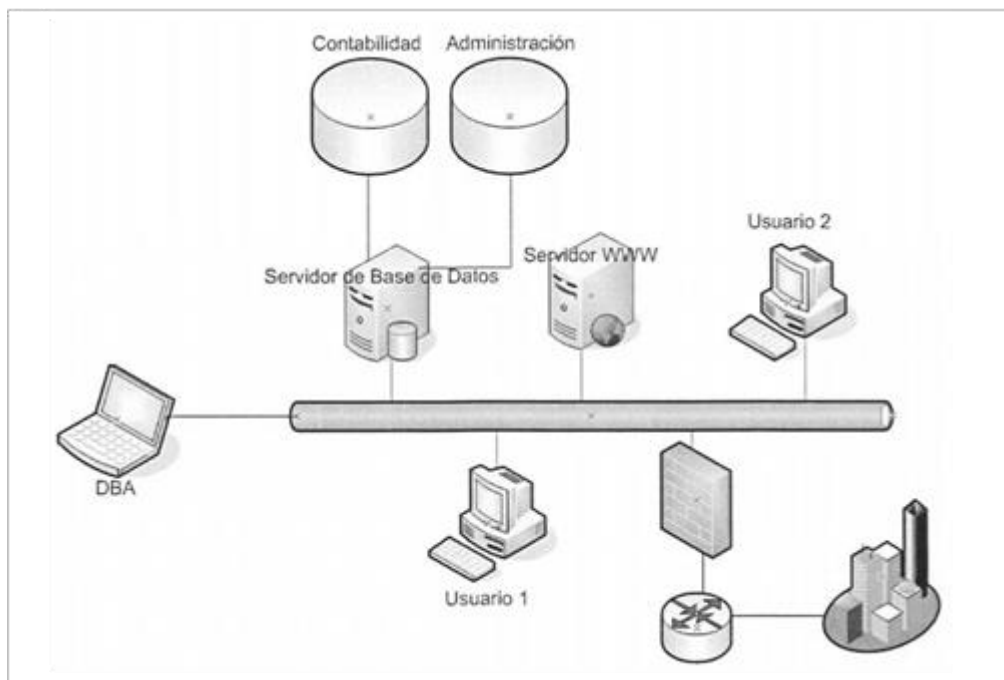 Contabilidad
Administración
Usuario 2
Servidor WWW
Servidor de Base de Datos
DBA
Usuario 1